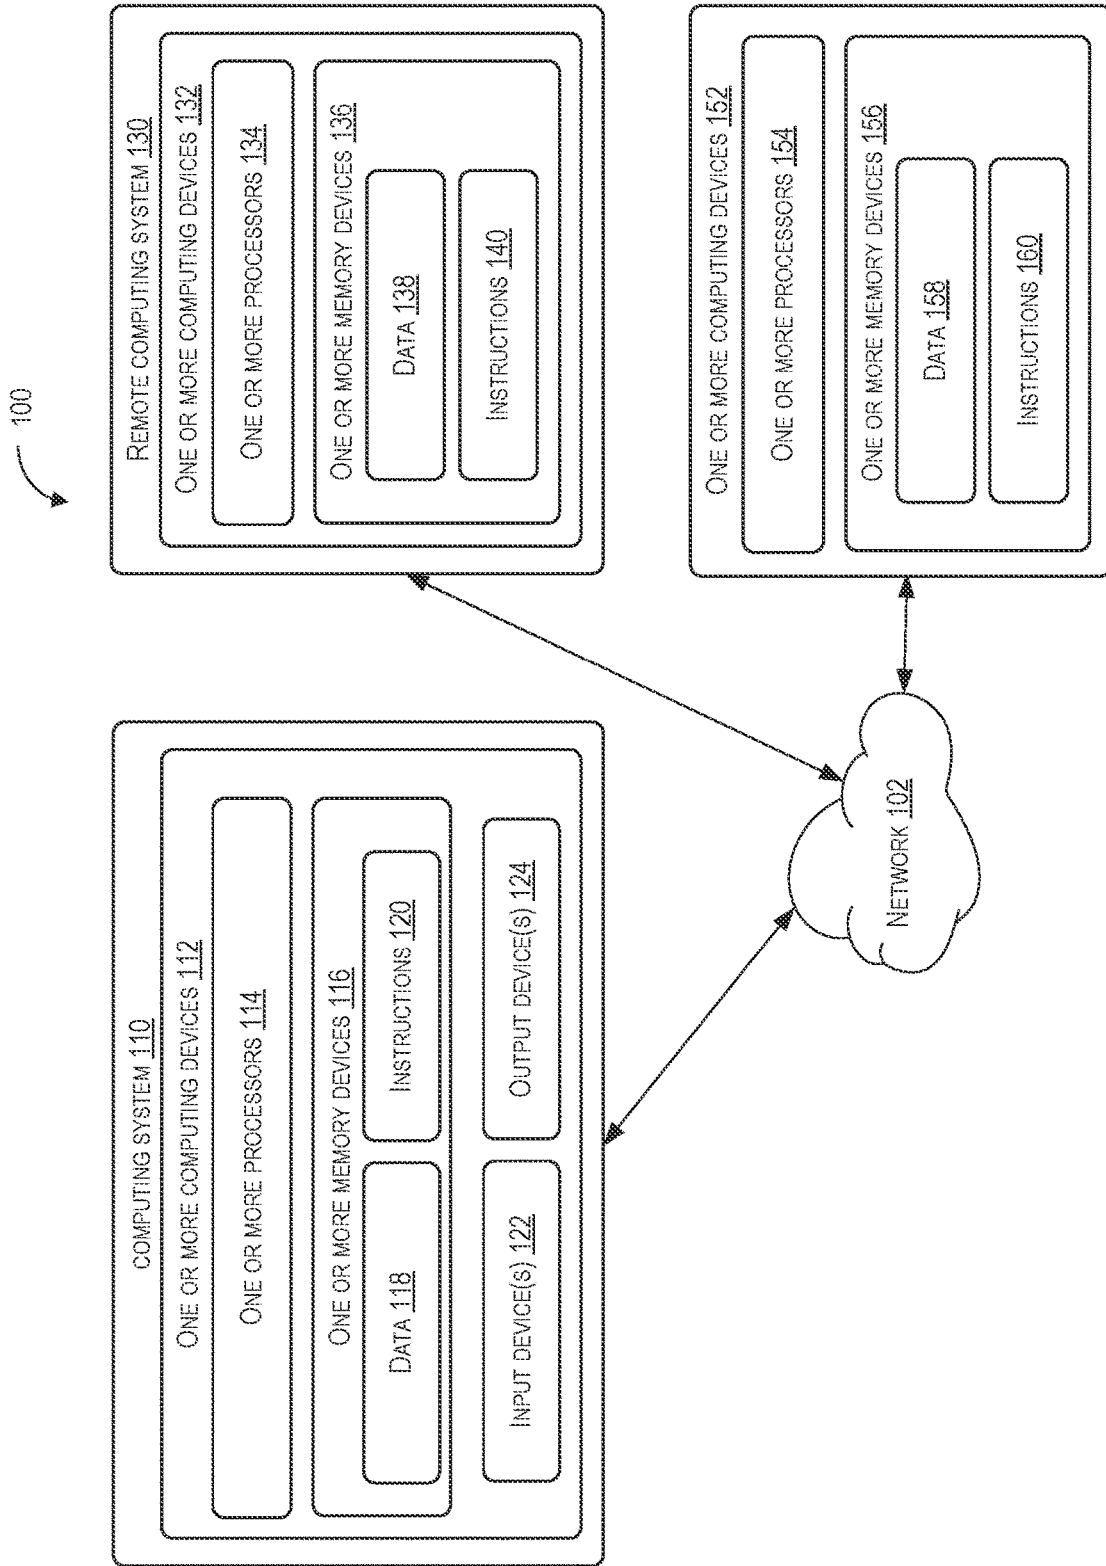 100
COMPUTING SYSTEM 110
ONE OR MORE COMPUTING DEVICES 112
ONE OR MORE PROCESSORS 114
ONE OR MORE MEMORY DEVICES 116
DATA 118
INSTRUCTIONS 120
INPUT DEVICE(S) 122
OUTPUT DEVICE(S) 124
REMOTE COMPUTING SYSTEM 130
ONE OR MORE COMPUTING DEVICES 132
ONE OR MORE PROCESSORS 134
ONE OR MORE MEMORY DEVICES 136
DATA 138
INSTRUCTIONS 140
NETWORK 102
ONE OR MORE COMPUTING DEVICES 152
ONE OR MORE PROCESSORS 154
ONE OR MORE MEMORY DEVICES 156
DATA 158
INSTRUCTIONS 160